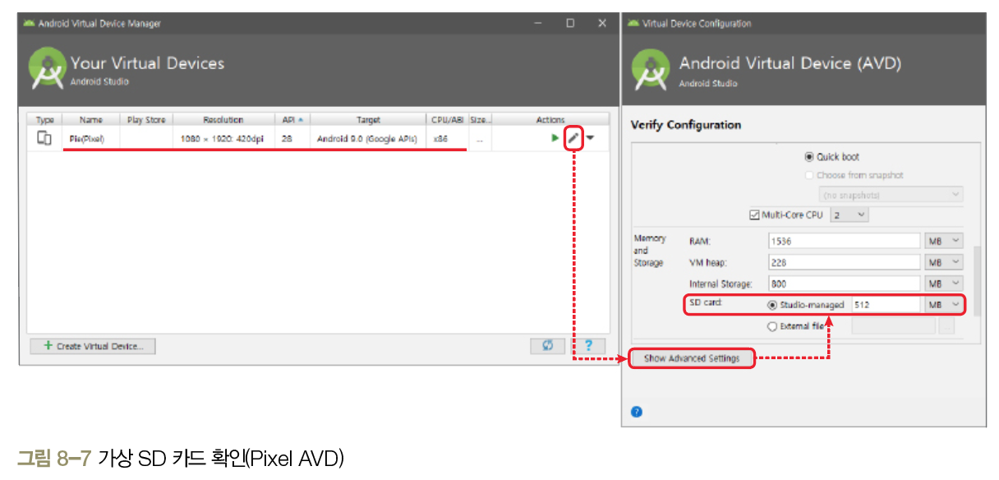 Android Virtual Device Manager
Your Virtual Devices
Android Studio
Type Name Play Store Resolution API Target CPU/ABI Size... Actions
Pie(Pixel) 1080 × 1920: 420dpi 28 Android 9.0 (Google APIs) x86 ...
+ Create Virtual Device...
?
Virtual Device Configuration
Android Virtual Device (AVD)
Android Studio
Verify Configuration
Quick boot
Choose from snapshot
(no snapshots)
Multi-Core CPU 2
Memory and Storage
RAM: 1536 MB
VM heap: 228 MB
Internal Storage: 800 MB
SD card: Studio-managed 512 MB
External file
Show Advanced Settings
?
그림 8-7 가상 SD 카드 확인(Pixel AVD)